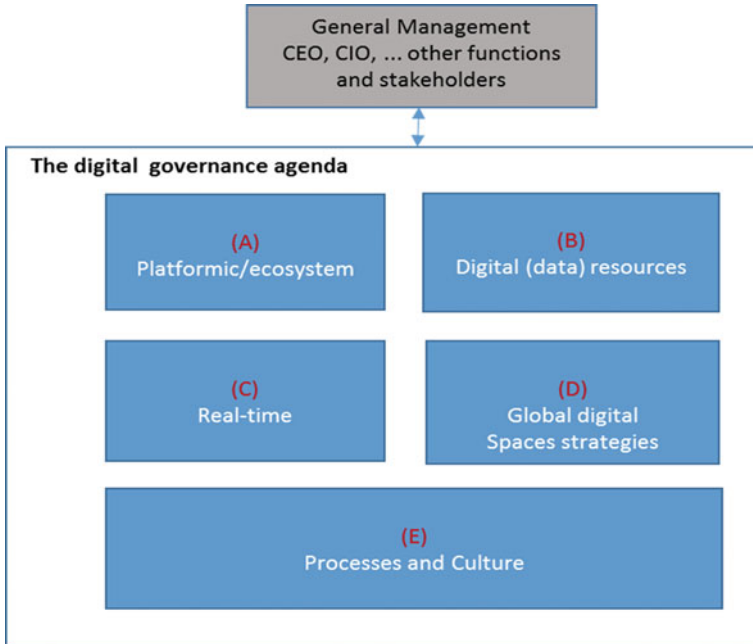 General Management
CEO, CIO, ... other functions
and stakeholders
The digital governance agenda
(A)
Platformic/ecosystem
(B)
Digital (data) resources
(C)
Real-time
(D)
Global digital
Spaces strategies
(E)
Processes and Culture